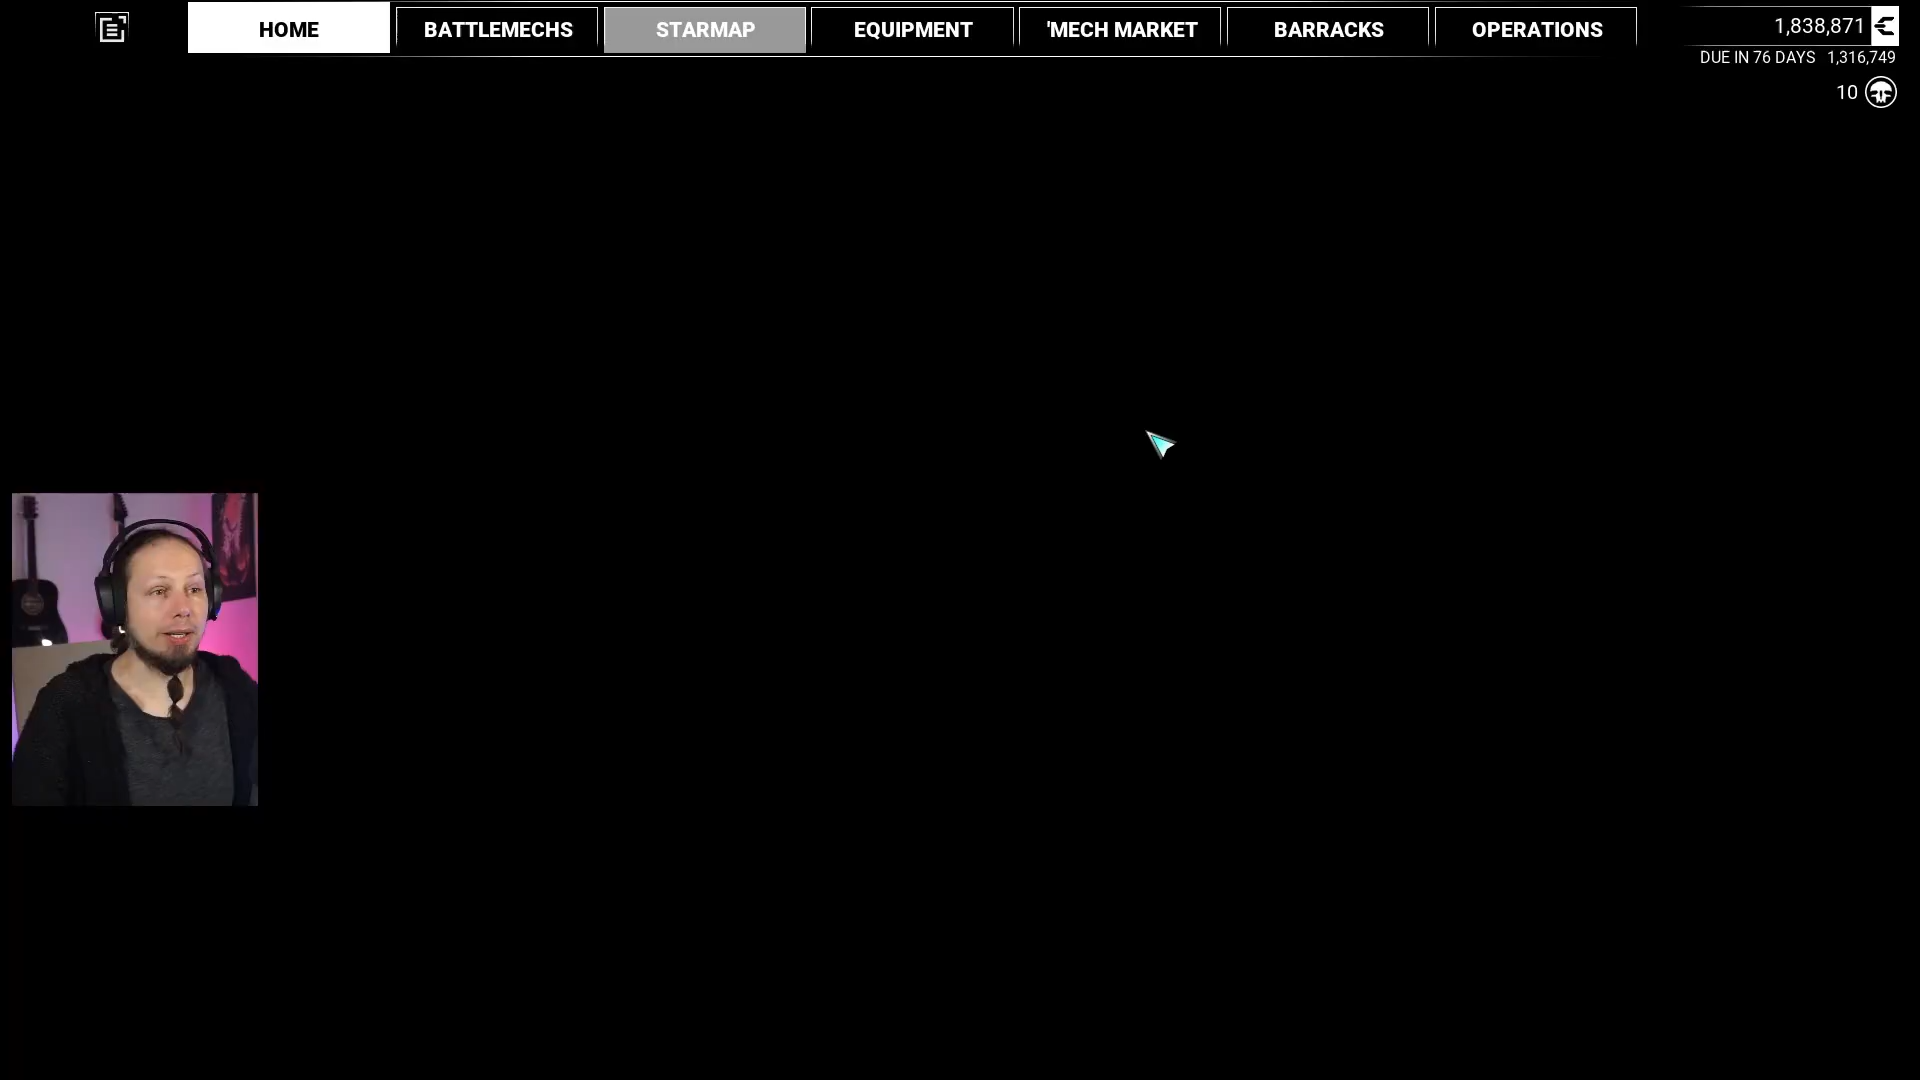 HOME
BATTLEMECHS
STARMAP
EQUIPMENT
'MECH MARKET
BARRACKS
OPERATIONS
1,838,871
DUE IN 76 DAYS 1,316,749
10